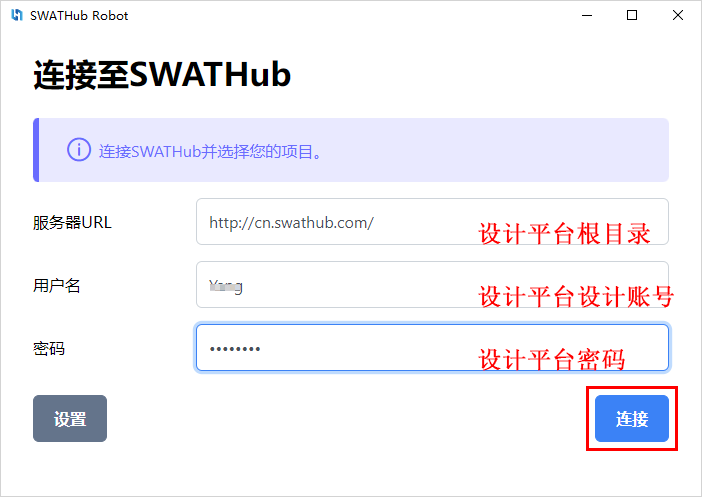 SWATHub Robot
连接至SWATHub
连接SWATHub并选择您的项目。
服务器URL
http://cn.swathub.com/
设计平台根目录
用户名
设计平台设计账号
密码
••••••••
设计平台密码
设置
连接